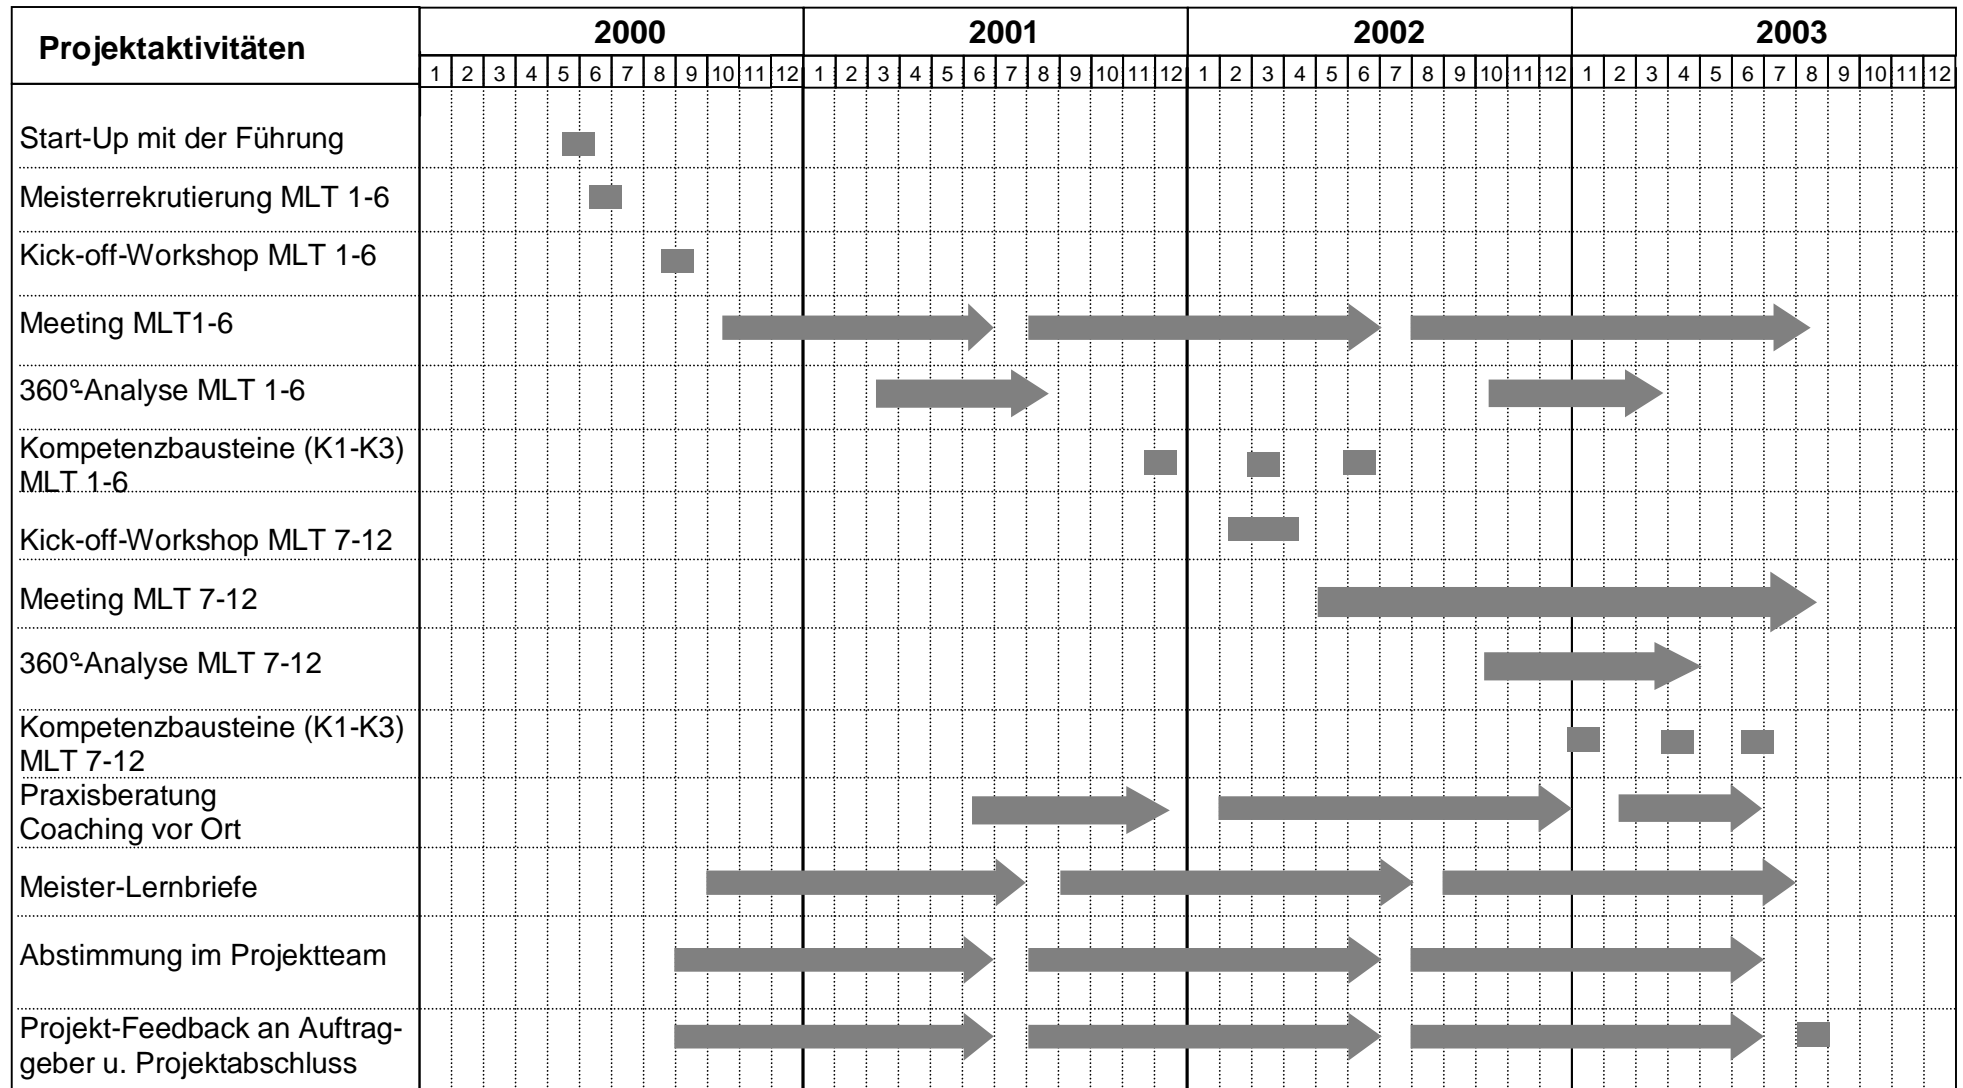 Projektaktivitäten
2000 2001 2002 2003
1 2 3 4 5 6 7 8 9 10 11 12 1 2 3 4 5 6 7 8 9 10 11 12 1 2 3 4 5 6 7 8 9 10 11 12 1 2 3 4 5 6 7 8 9 10 11 12
Start-Up mit der Führung
Meisterrekrutierung MLT 1-6
Kick-off-Workshop MLT 1-6
Meeting MLT1-6
360°-Analyse MLT 1-6
Kompetenzbausteine (K1-K3)
MLT 1-6
Kick-off-Workshop MLT 7-12
Meeting MLT 7-12
360°-Analyse MLT 7-12
Kompetenzbausteine (K1-K3)
MLT 7-12
Praxisberatung
Coaching vor Ort
Meister-Lernbriefe
Abstimmung im Projektteam
Projekt-Feedback an Auftrag-
geber u. Projektabschluss